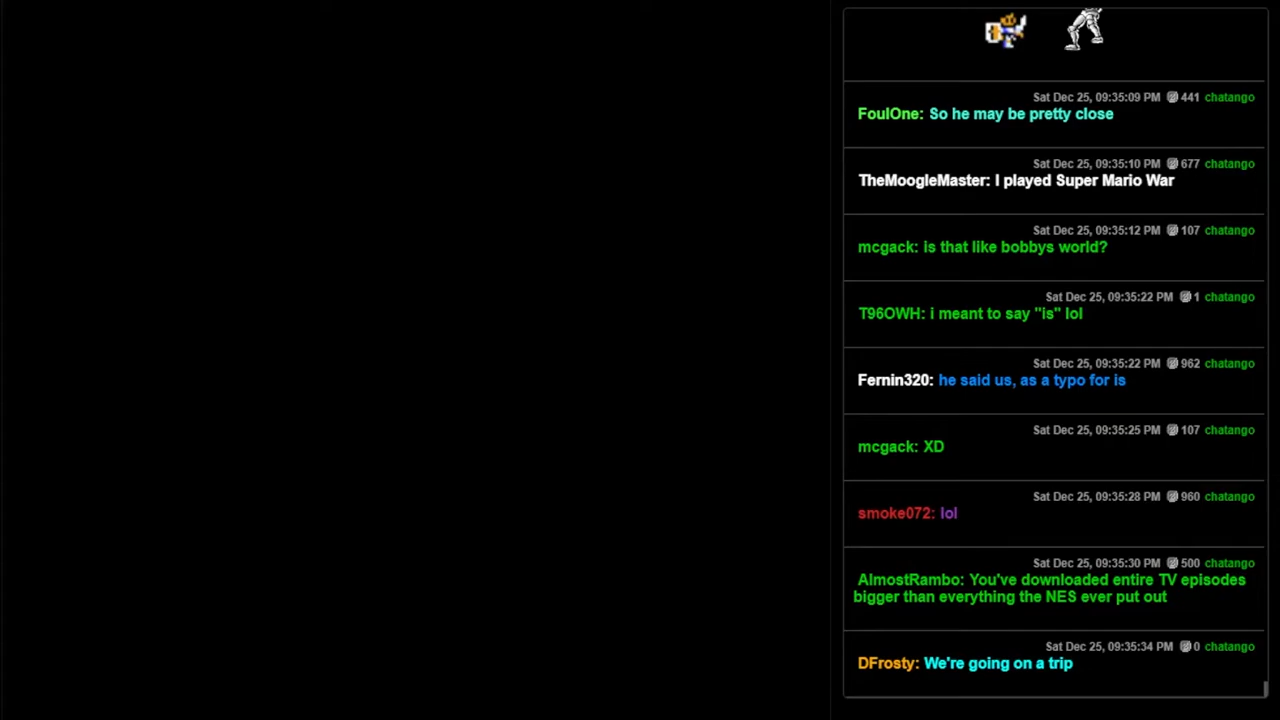 Sat Dec 25, 09:35:09 PM 441 chatango
FoulOne: So he may be pretty close
Sat Dec 25, 09:35:10 PM 677 chatango
TheMoogleMaster: I played Super Mario War
Sat Dec 25, 09:35:12 PM 107 chatango
mcgack: is that like bobbys world?
Sat Dec 25, 09:35:22 PM 1 chatango
T96OWH: i meant to say "is" lol
Sat Dec 25, 09:35:22 PM 962 chatango
Fernin320: he said us, as a typo for is
Sat Dec 25, 09:35:25 PM 107 chatango
mcgack: XD
Sat Dec 25, 09:35:28 PM 960 chatango
smoke072: lol
Sat Dec 25, 09:35:30 PM 500 chatango
AlmostRambo: You've downloaded entire TV episodes
bigger than everything the NES ever put out
Sat Dec 25, 09:35:34 PM 0 chatango
DFrosty: We're going on a trip